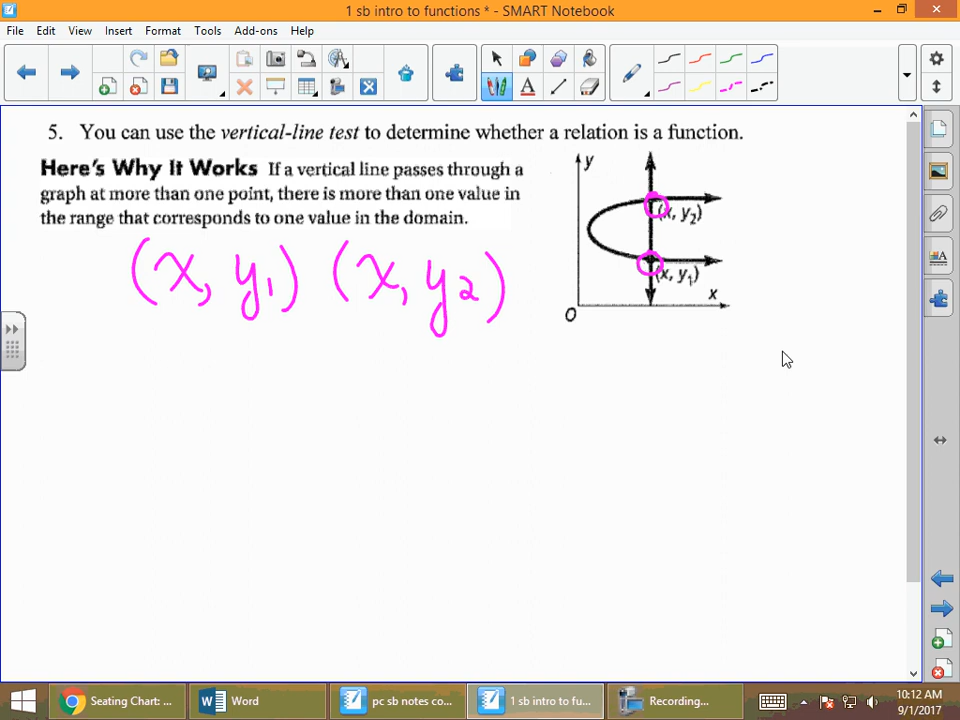 1 sb intro to functions * - SMART Notebook
File Edit View Insert Format Tools Add-ons Help
5. You can use the vertical-line test to determine whether a relation is a function.
Here's Why It Works If a vertical line passes through a
graph at more than one point, there is more than one value in
the range that corresponds to one value in the domain.
(x, y₁) (x, y₂)
y
(x, y₂)
(x, y₁)
x
O
Seating Chart: ... Word pc sb notes co... 1 sb intro to fu... Recording...
10:12 AM
9/1/2017